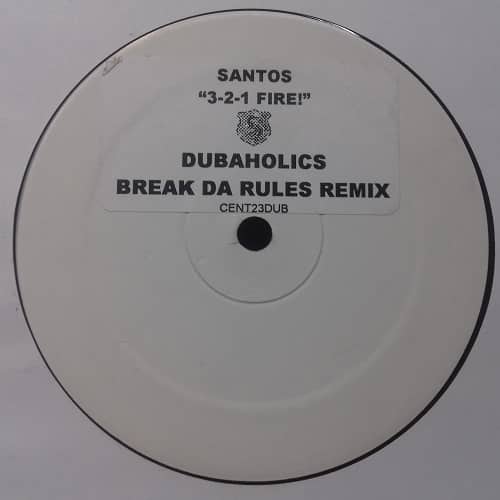 SANTOS
"3-2-1 FIRE!"
DUBAHOLICS
BREAK DA RULES REMIX
CENT23DUB